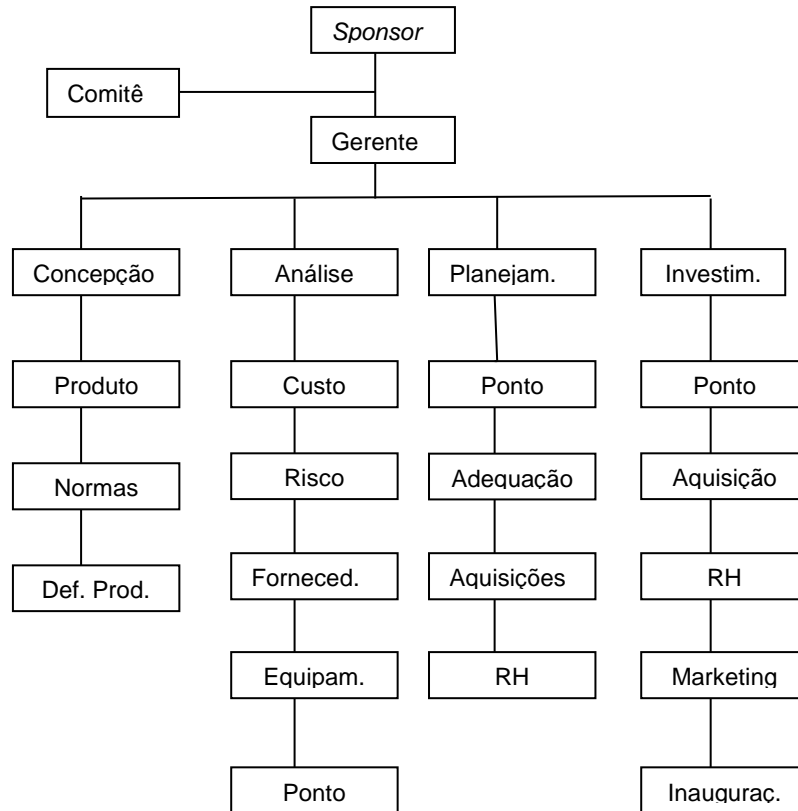 Sponsor
Comitê
Gerente
Concepção
Análise
Planejam.
Investim.
Produto
Custo
Ponto
Ponto
Normas
Risco
Adequação
Aquisição
Def. Prod.
Forneced.
Aquisições
RH
Equipam.
RH
Marketing
Ponto
Inauguraç.